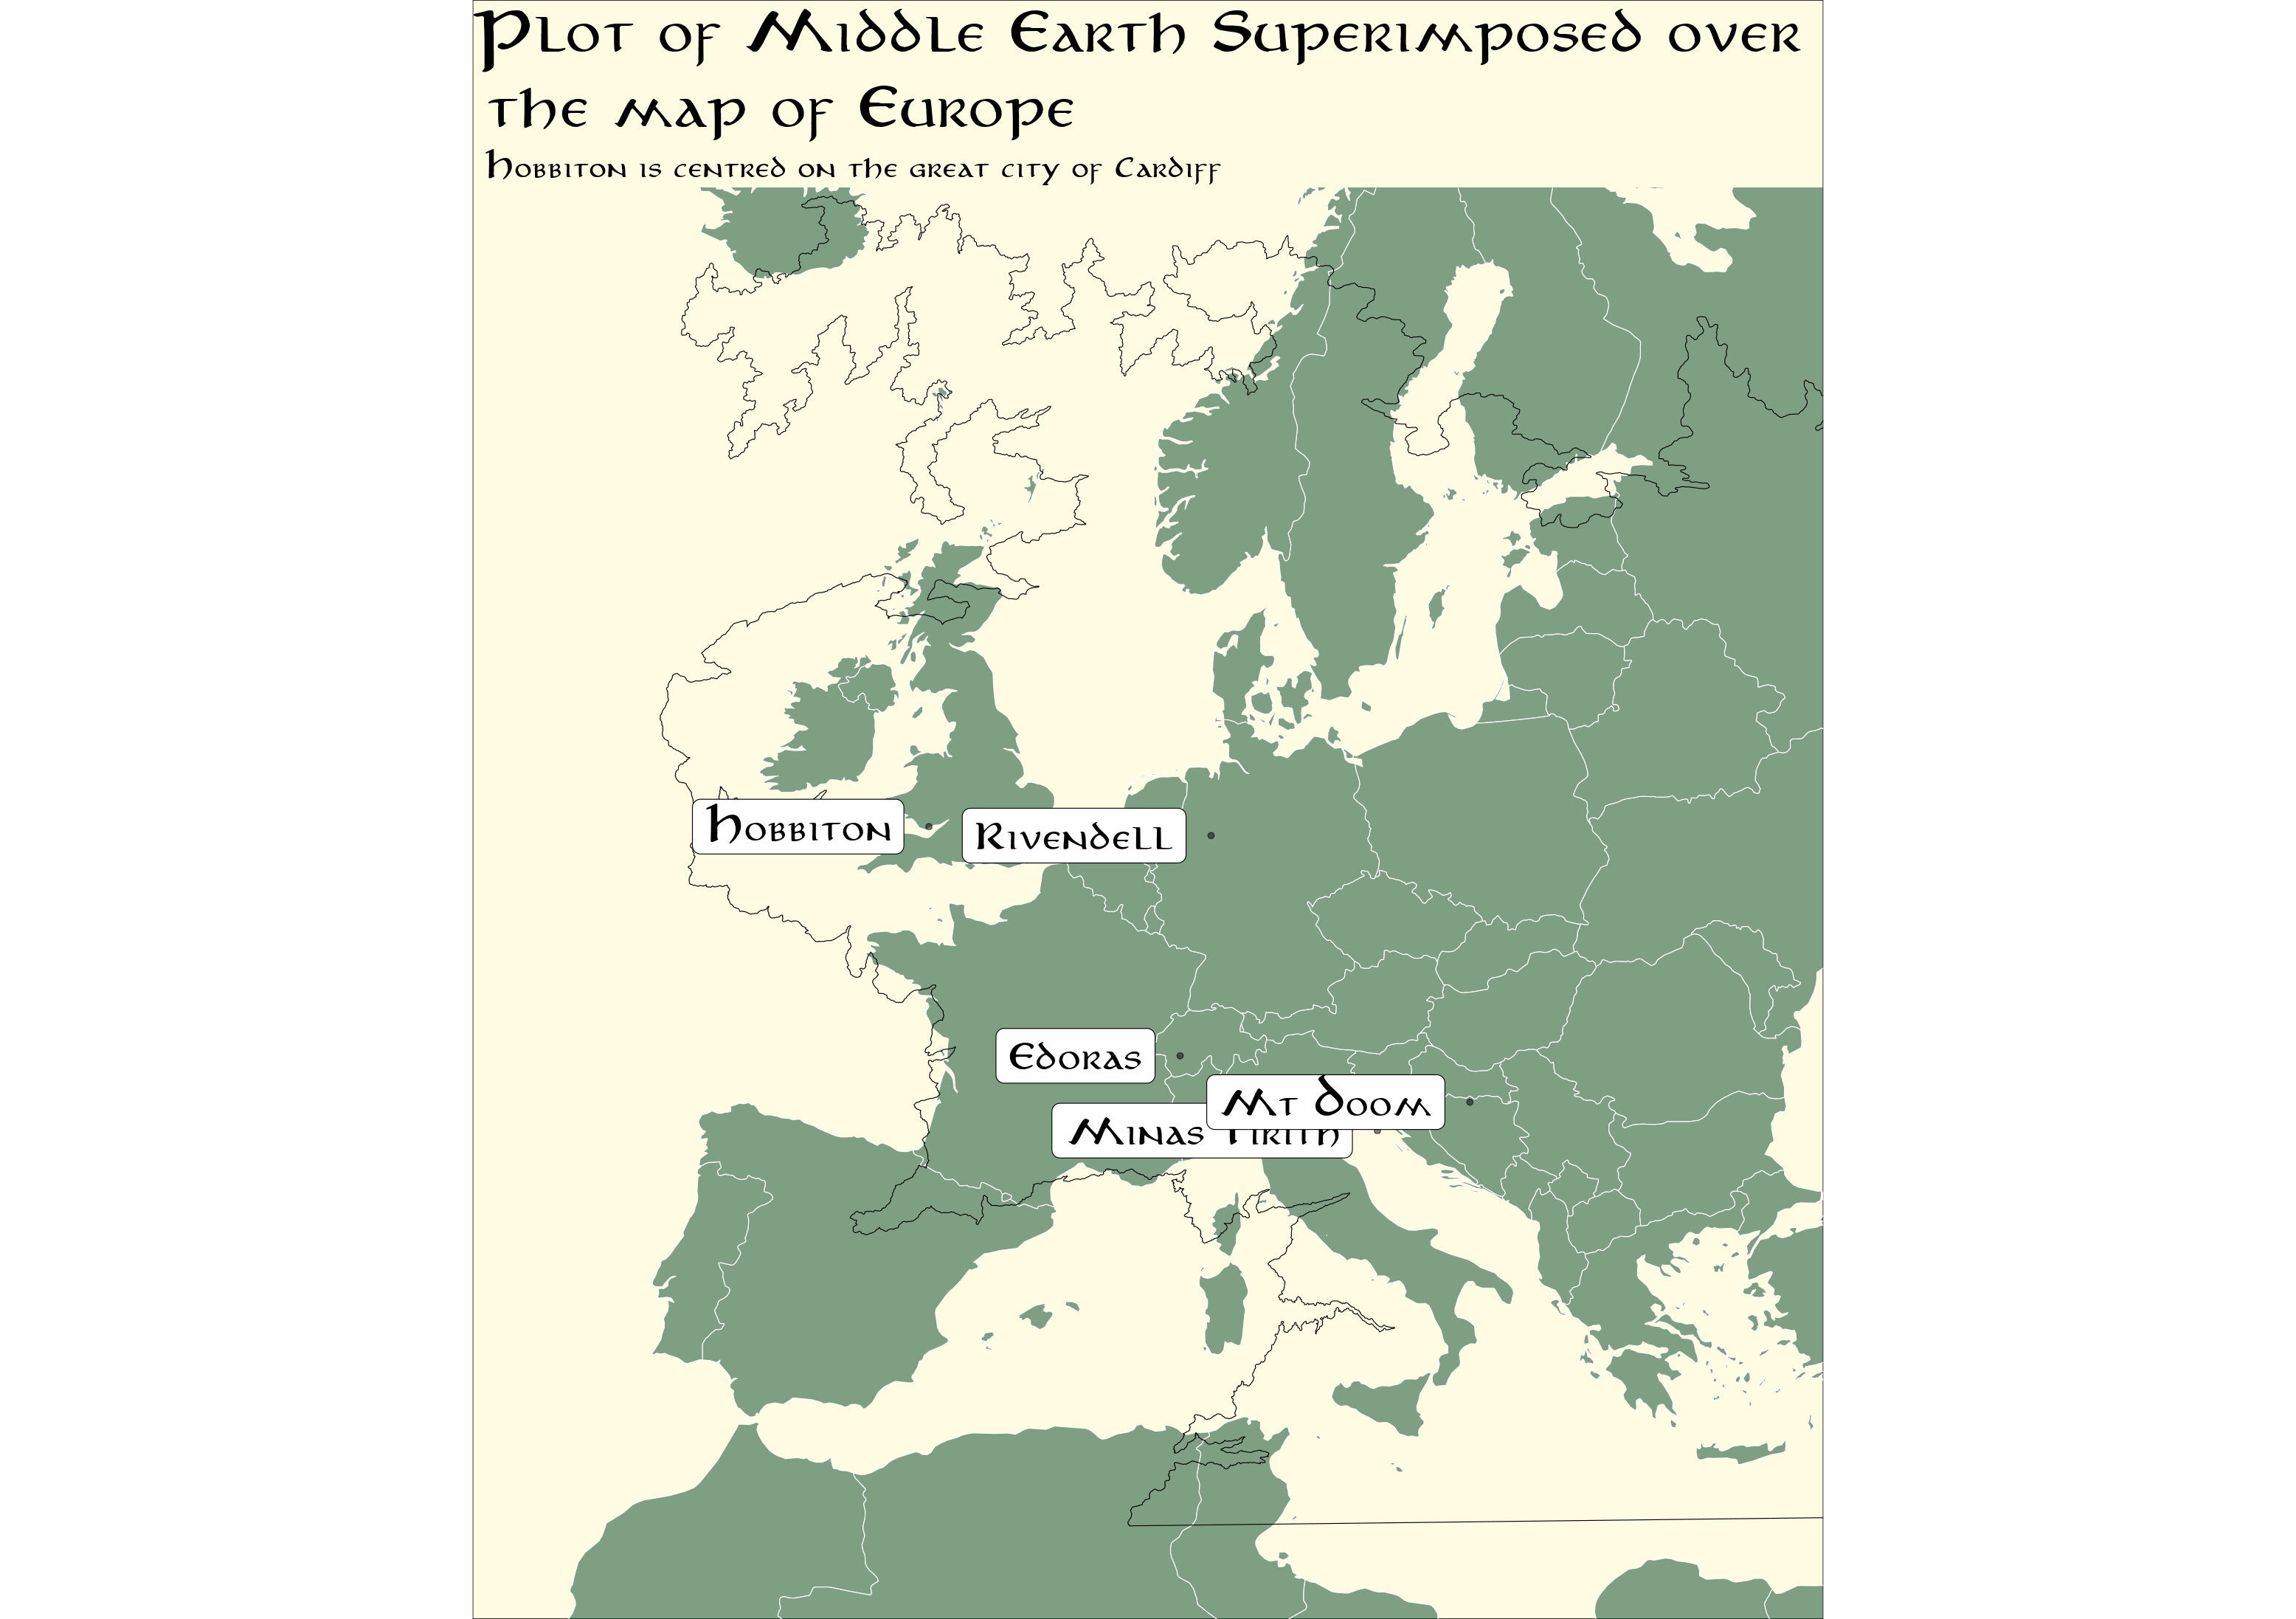 Plot of Middle Earth Superimposed over
the map of Europe
Hobbiton is centred on the great city of Cardiff
Hobbiton
Rivendell
Edoras
Mt Doom
Minas Tirith